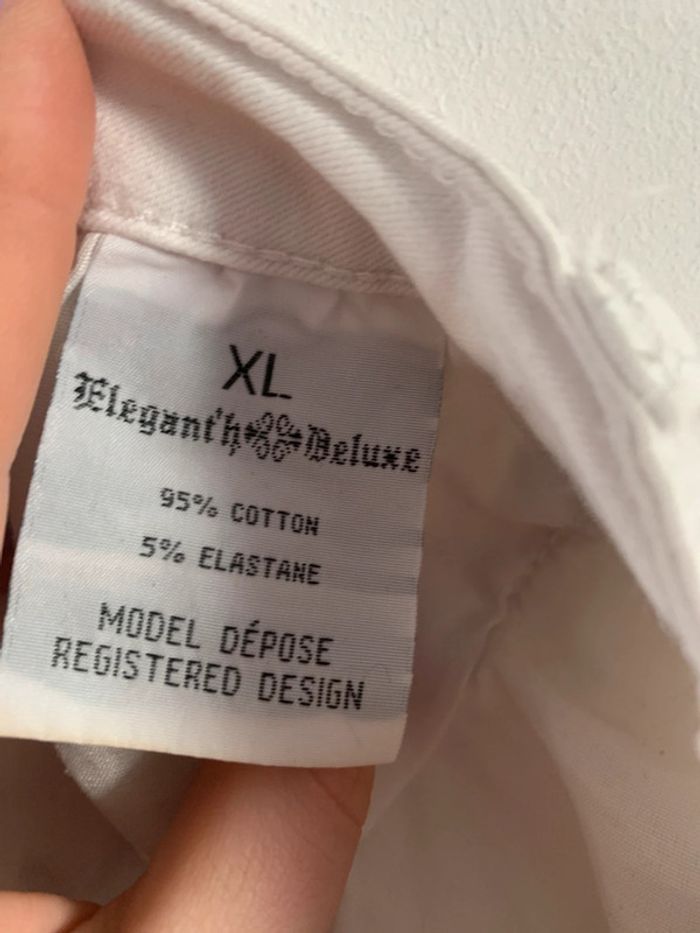 XL
Elegant'h Deluxe
95% COTTON
5% ELASTANE
MODEL DÉPOSE
REGISTERED DESIGN